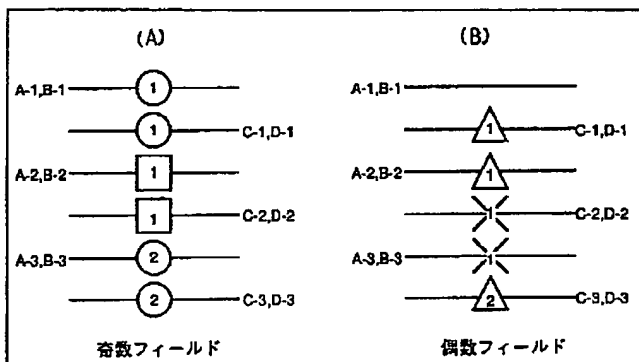 (A) (B)
A-1,B-1 1 A-1,B-1
1 C-1,D-1 1 C-1,D-1
A-2,B-2 1 A-2,B-2 1
1 C-2,D-2 1 C-2,D-2
A-3,B-3 2 A-3,B-3 1
2 C-3,D-3 2 C-3,D-3
奇数フィールド 偶数フィールド